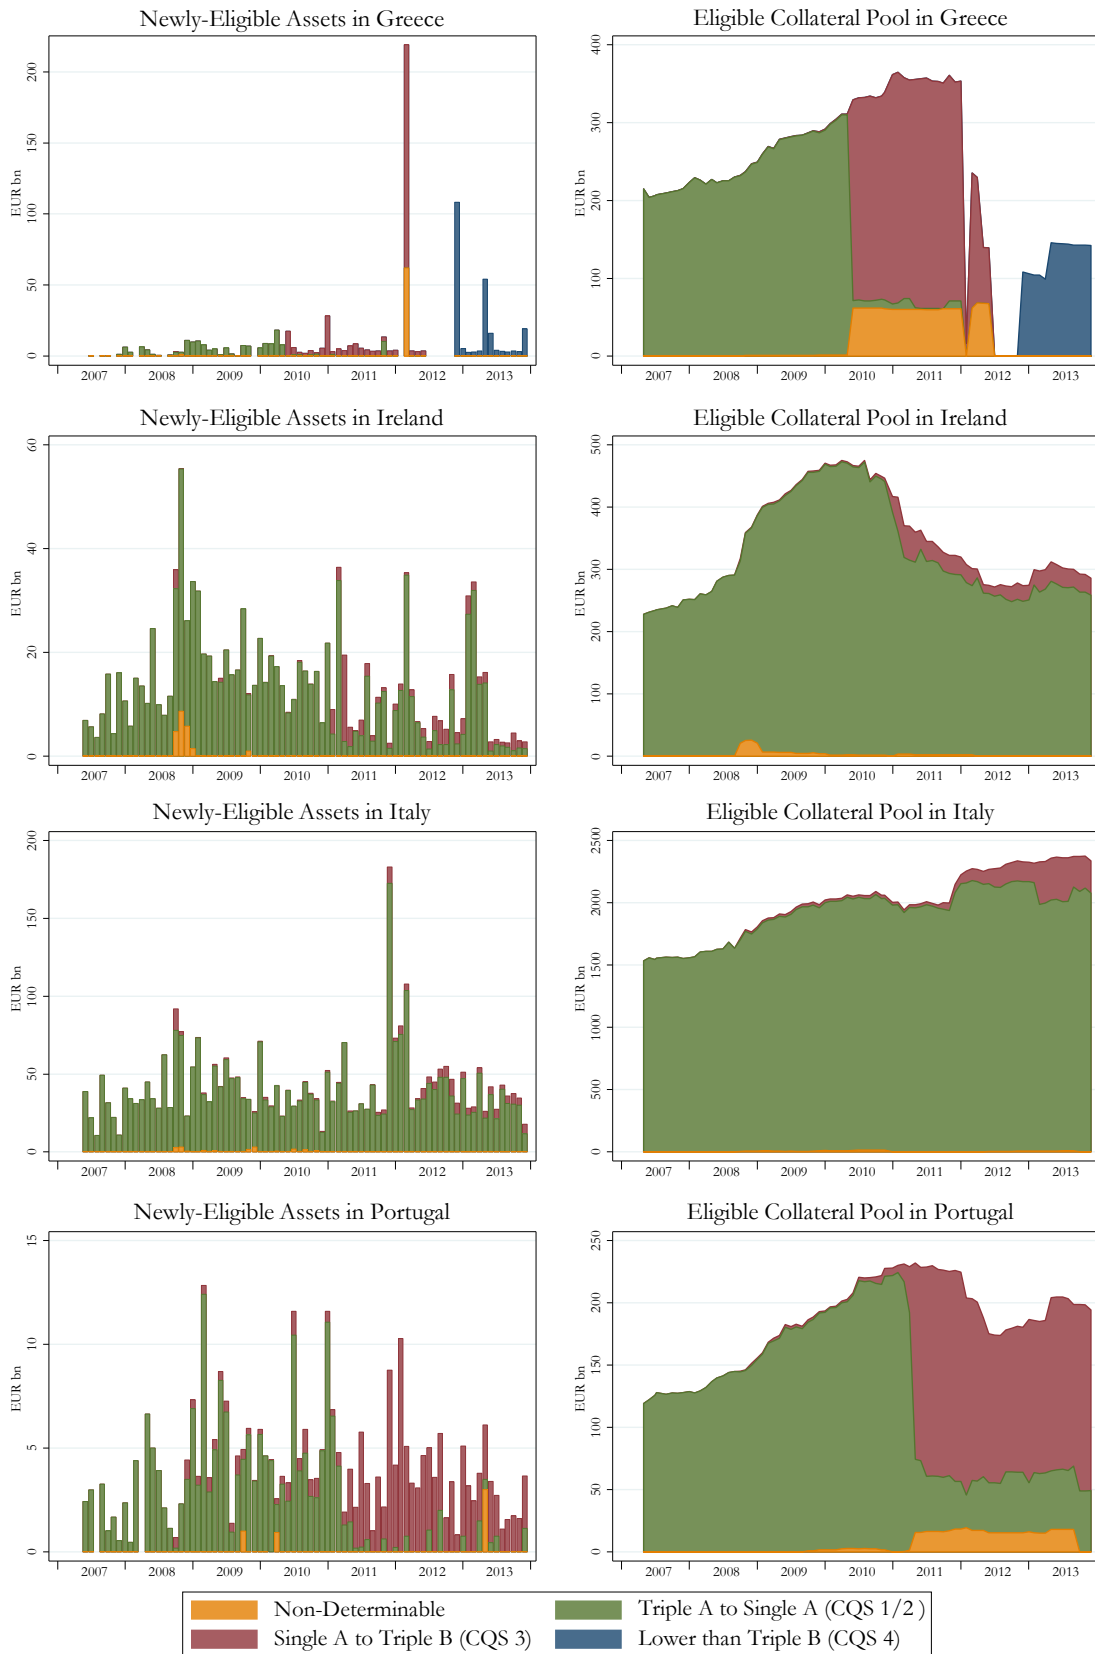 Newly-Eligible Assets in Greece
EUR bn
200
150
100
50
0
2007 2008 2009 2010 2011 2012 2013
Eligible Collateral Pool in Greece
EUR bn
400
300
200
100
0
2007 2008 2009 2010 2011 2012 2013
Newly-Eligible Assets in Ireland
EUR bn
60
40
20
0
2007 2008 2009 2010 2011 2012 2013
Eligible Collateral Pool in Ireland
EUR bn
500
400
300
200
100
0
2007 2008 2009 2010 2011 2012 2013
Newly-Eligible Assets in Italy
EUR bn
200
150
100
50
0
2007 2008 2009 2010 2011 2012 2013
Eligible Collateral Pool in Italy
EUR bn
2500
2000
1500
1000
500
0
2007 2008 2009 2010 2011 2012 2013
Newly-Eligible Assets in Portugal
EUR bn
15
10
5
0
2007 2008 2009 2010 2011 2012 2013
Eligible Collateral Pool in Portugal
EUR bn
250
200
150
100
50
0
2007 2008 2009 2010 2011 2012 2013
Non-Determinable
Triple A to Single A (CQS 1/2 )
Single A to Triple B (CQS 3)
Lower than Triple B (CQS 4)